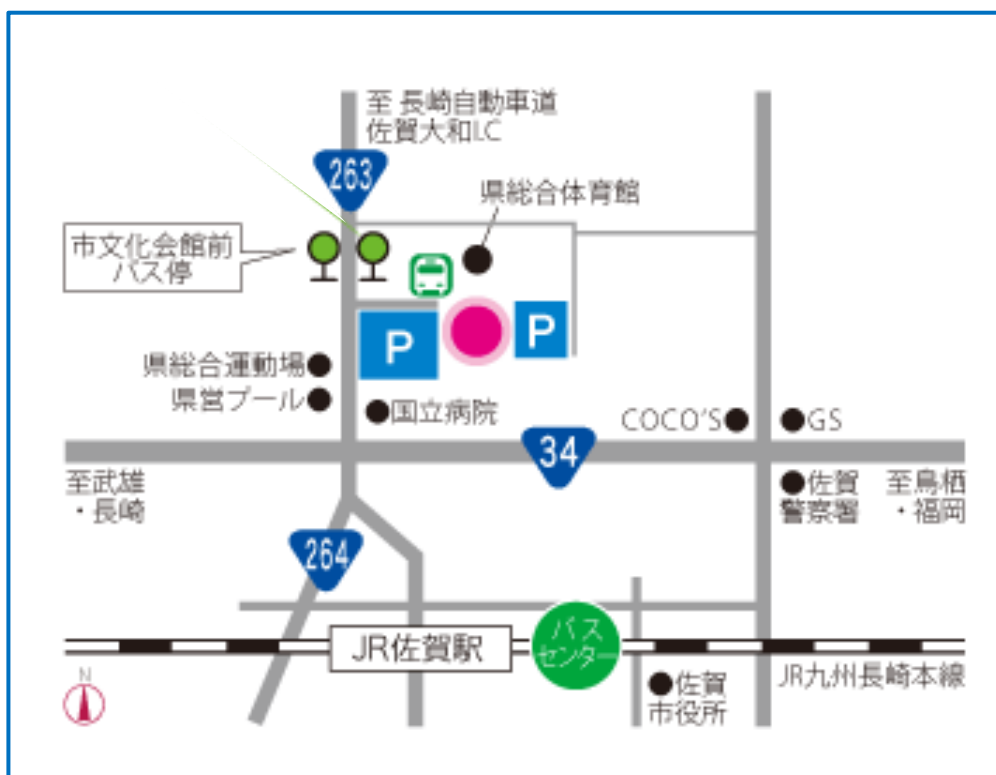 至 長崎自動車道
佐賀大和I.C
263
県総合体育館
市文化会館前
バス停
P
P
県総合運動場
県営プール
国立病院
COCO'S
GS
34
至武雄
・長崎
佐賀
警察署
至鳥栖
・福岡
264
バス
センター
JR佐賀駅
N
佐賀
市役所
JR九州長崎本線